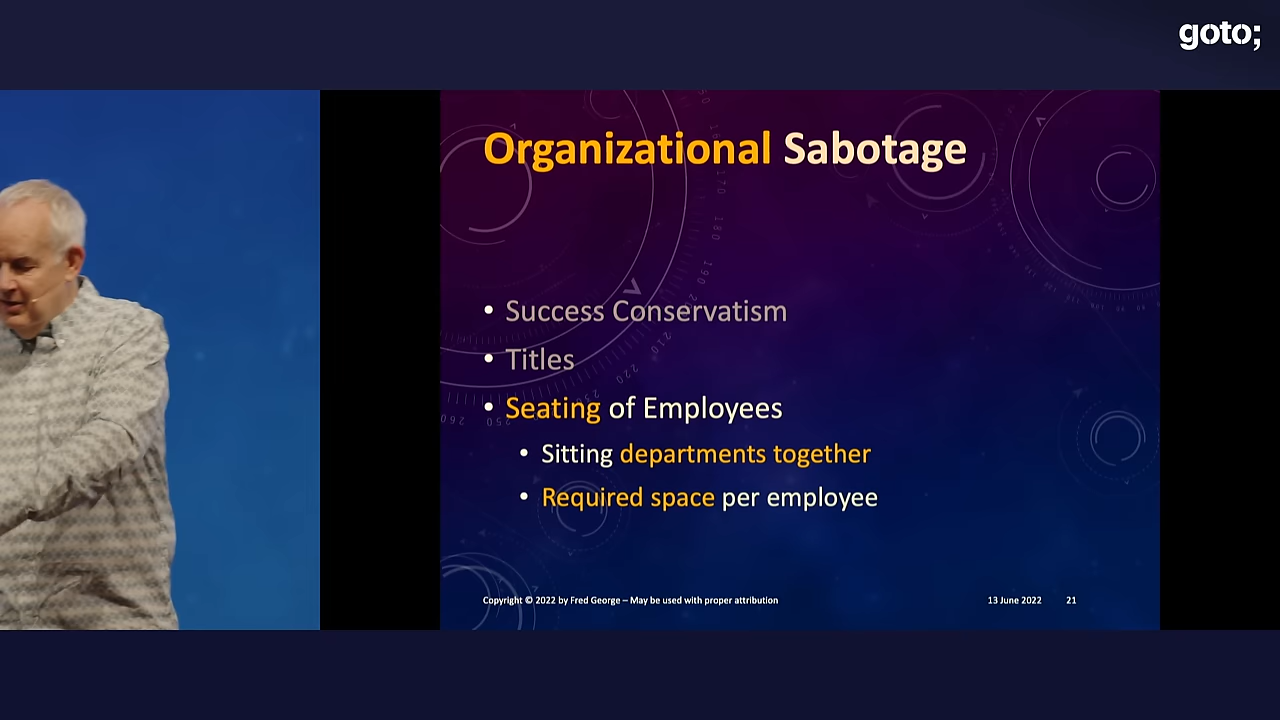 goto;
Organizational Sabotage
• Success Conservatism
• Titles
• Seating of Employees
• Sitting departments together
• Required space per employee
Copyright © 2022 by Fred George – May be used with proper attribution
13 June 2022
21